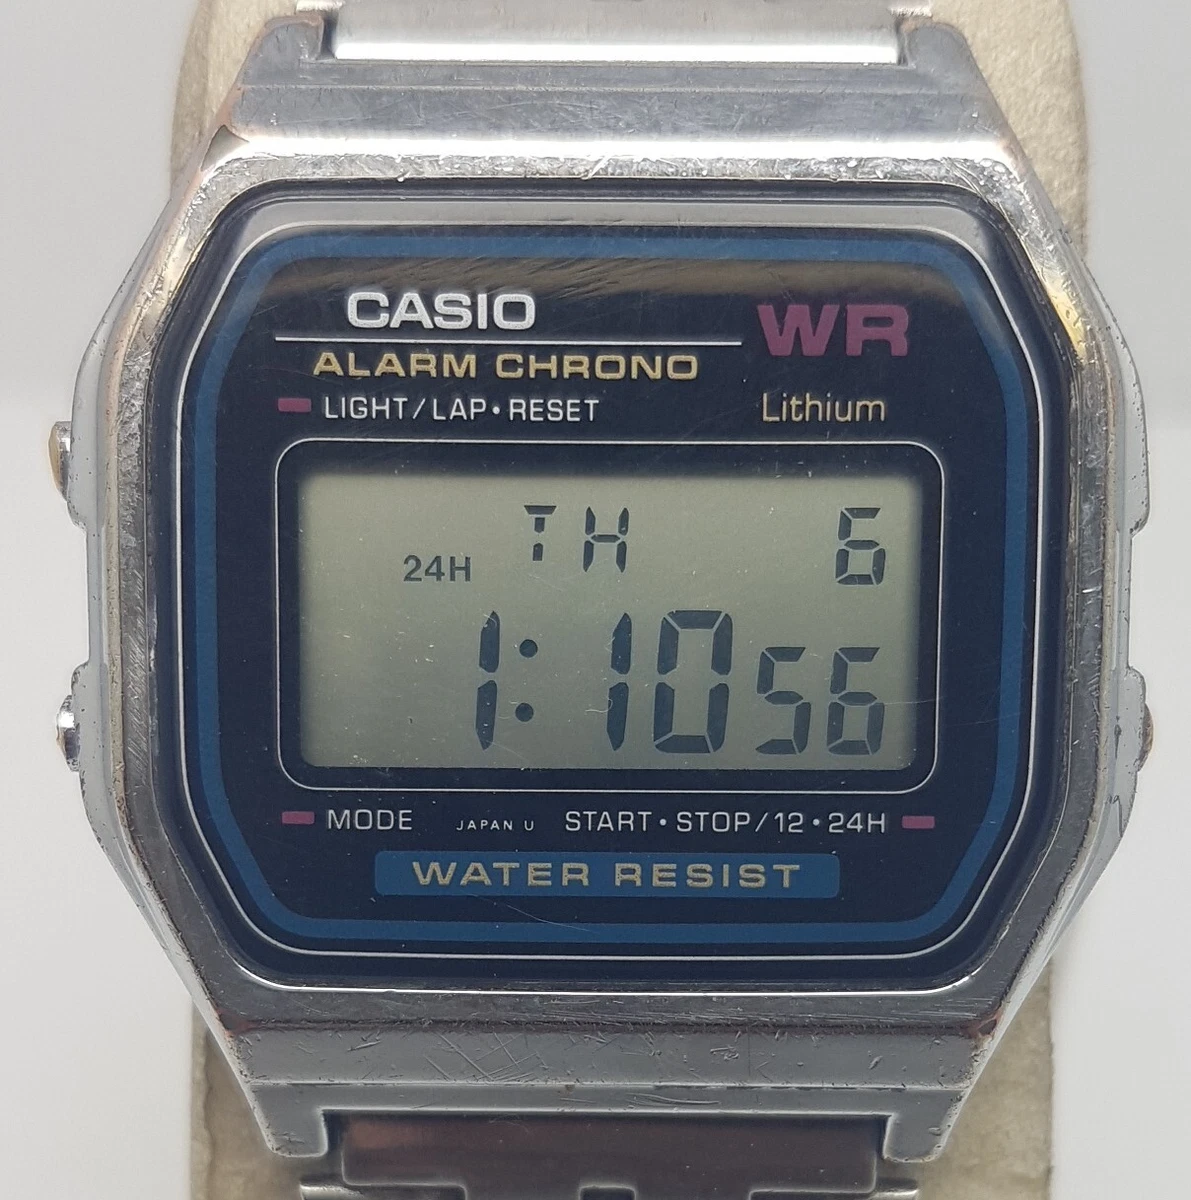 CASIO WR
ALARM CHRONO
LIGHT/LAP•RESET Lithium
TH 6
24H
1:10 56
MODE JAPAN U START•STOP/12•24H
WATER RESIST